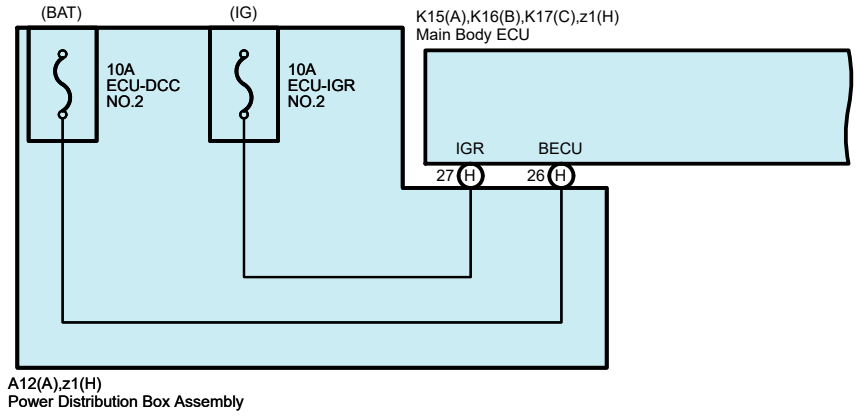 (BAT)
(IG)
K15(A),K16(B),K17(C),z1(H)
Main Body ECU
10A
ECU-DCC
NO.2
10A
ECU-IGR
NO.2
IGR
BECU
27 H
26 H
A12(A),z1(H)
Power Distribution Box Assembly